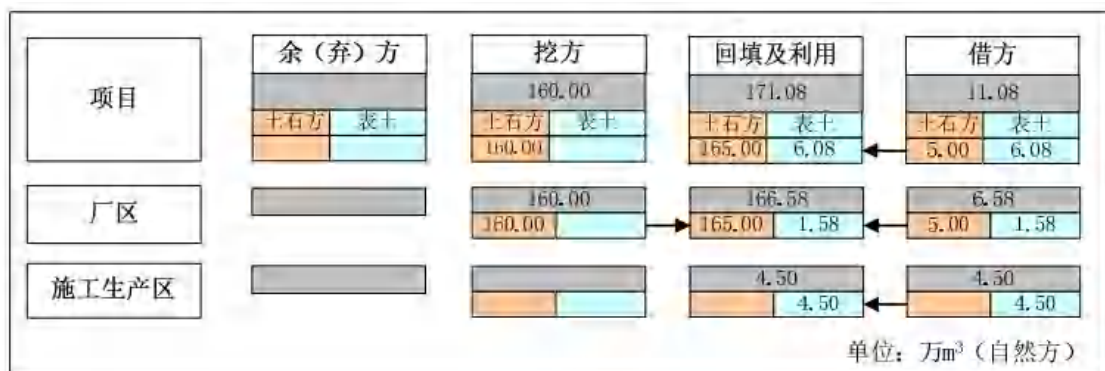 项目 余（弃）方 挖方 回填及利用 借方
160.00 171.08 11.08
土石方 表土 土石方 表土 土石方 表土 土石方 表土
160.00 165.00 6.08 5.00 6.08
厂区 160.00 166.58 6.58
160.00 165.00 1.58 5.00 1.58
施工生产区 4.50 4.50
4.50 4.50
单位：万m³（自然方）